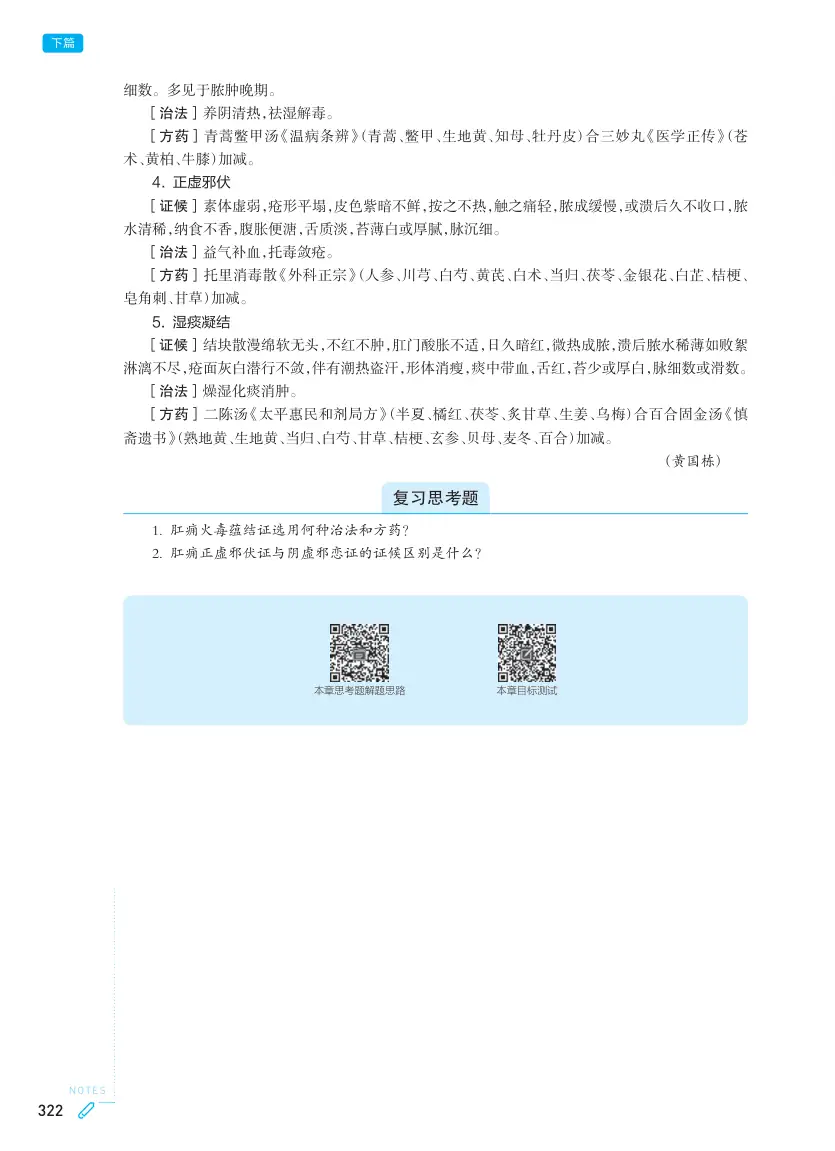 下篇
细数。多见于脓肿晚期。
[治法]养阴清热,祛湿解毒。
[方药]青蒿鳖甲汤《温病条辨》(青蒿、鳖甲、生地黄、知母、牡丹皮)合三妙丸《医学正传》(苍
术、黄柏、牛膝)加减。
4. 正虚邪伏
[证候]素体虚弱,疮形平塌,皮色紫暗不鲜,按之不热,触之痛轻,脓成缓慢,或溃后久不收口,脓
水清稀,纳食不香,腹胀便溏,舌质淡,苔薄白或厚腻,脉沉细。
[治法]益气补血,托毒敛疮。
[方药]托里消毒散《外科正宗》(人参、川芎、白芍、黄芪、白术、当归、茯苓、金银花、白芷、桔梗、
皂角刺、甘草)加减。
5. 湿痰凝结
[证候]结块散漫绵软无头,不红不肿,肛门酸胀不适,日久暗红,微热成脓,溃后脓水稀薄如败絮
淋漓不尽,疮面灰白潜行不敛,伴有潮热盗汗,形体消瘦,痰中带血,舌红,苔少或厚白,脉细数或滑数。
[治法]燥湿化痰消肿。
[方药]二陈汤《太平惠民和剂局方》(半夏、橘红、茯苓、炙甘草、生姜、乌梅)合百合固金汤《慎
斋遗书》(熟地黄、生地黄、当归、白芍、甘草、桔梗、玄参、贝母、麦冬、百合)加减。
(黄国栋)
复习思考题
1. 肛痈火毒蕴结证选用何种治法和方药?
2. 肛痈正虚邪伏证与阴虚邪恋证的证候区别是什么?
本章思考题解题思路
本章目标测试
NOTES
322